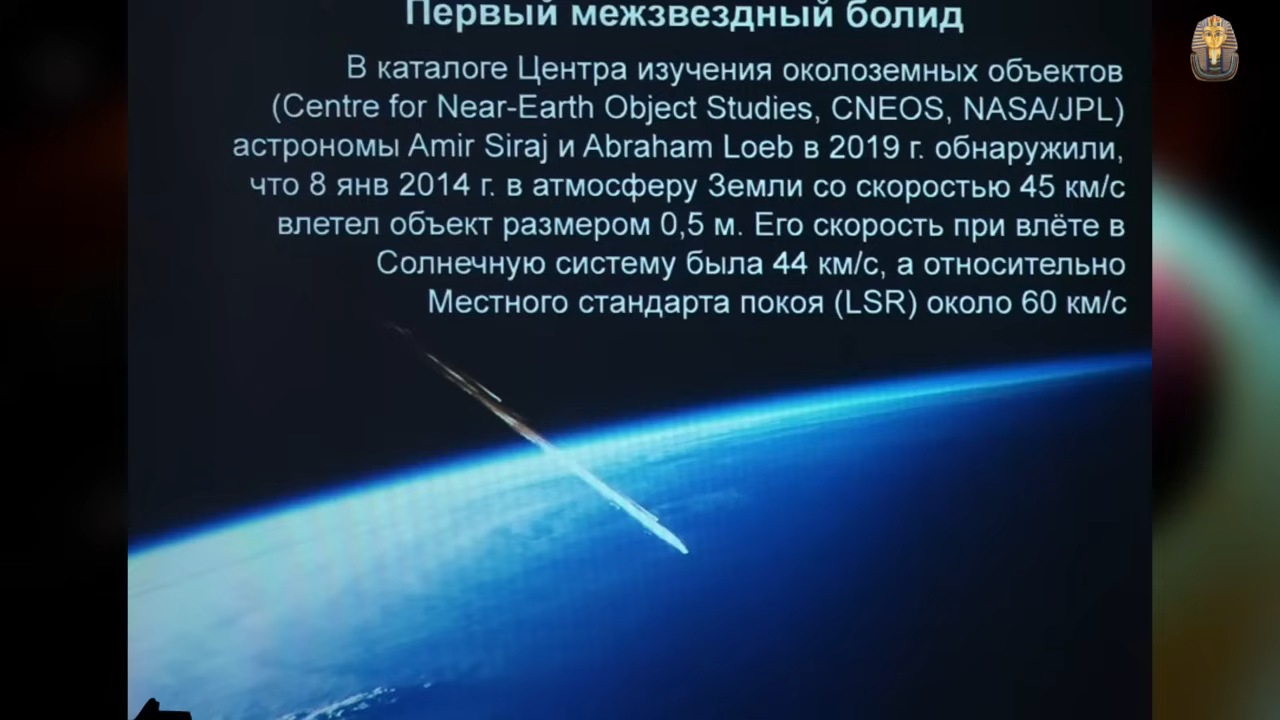 Первый межзвездный болид
В каталоге Центра изучения околоземных объектов
(Centre for Near-Earth Object Studies, CNEOS, NASA/JPL)
астрономы Amir Siraj и Abraham Loeb в 2019 г. обнаружили,
что 8 янв 2014 г. в атмосферу Земли со скоростью 45 км/с
влетел объект размером 0,5 м. Его скорость при влёте в
Солнечную систему была 44 км/с, а относительно
Местного стандарта покоя (LSR) около 60 км/с